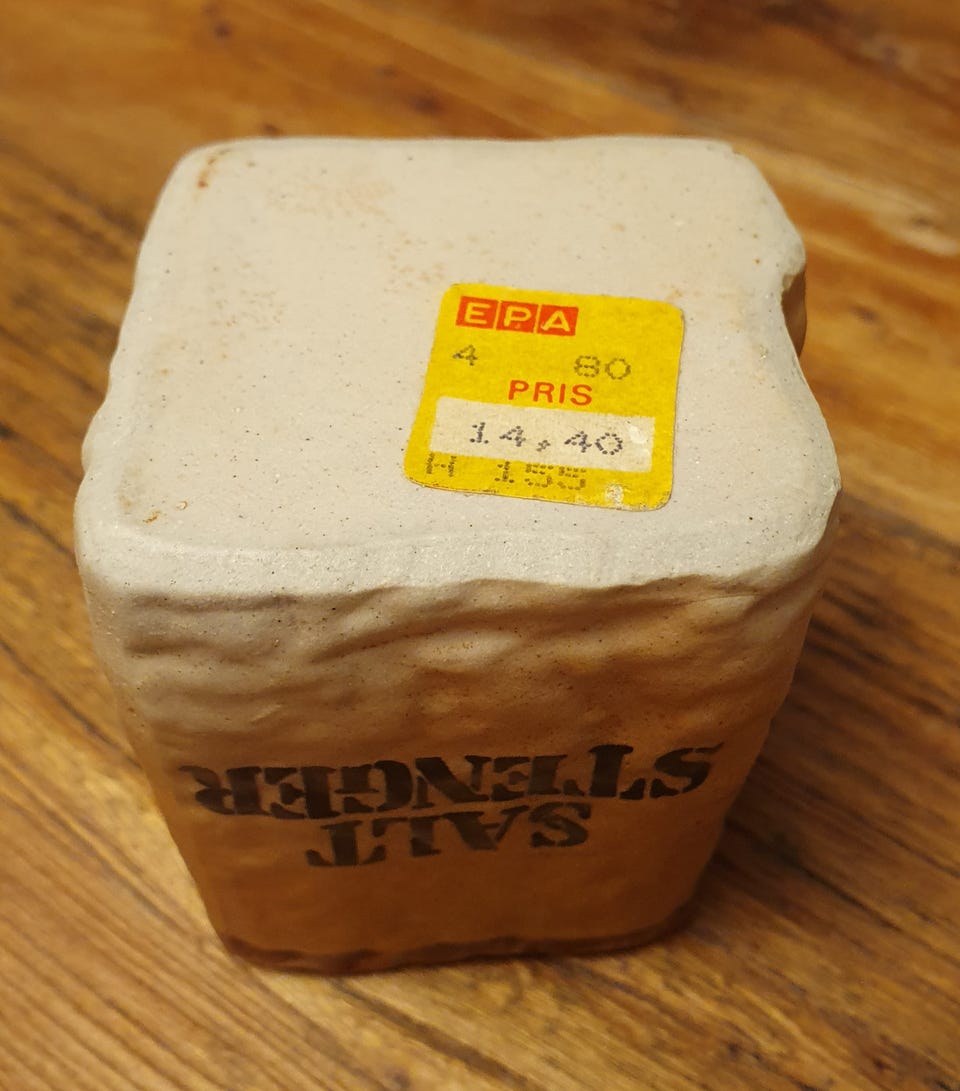 EPA
4 80
PRIS
14,40
H 155
SALT
STENGER